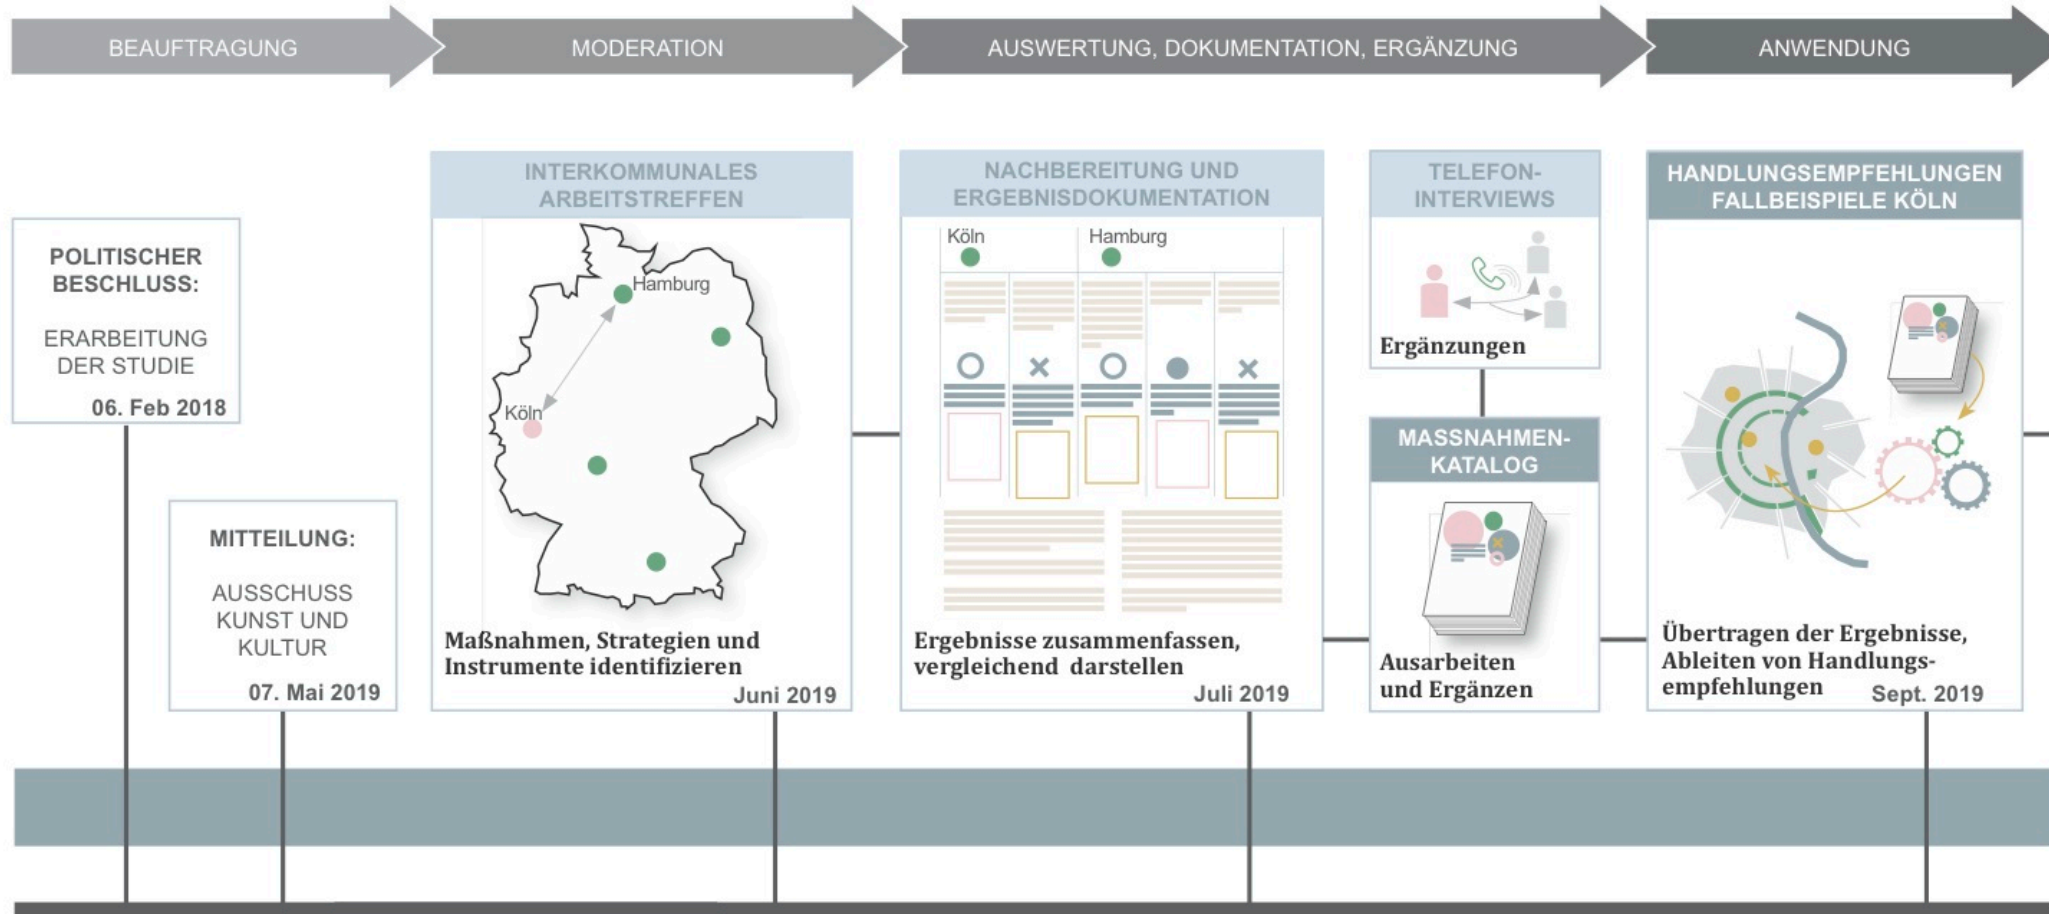 BEAUFTRAGUNG
MODERATION
AUSWERTUNG, DOKUMENTATION, ERGÄNZUNG
ANWENDUNG
POLITISCHER
BESCHLUSS:
ERARBEITUNG
DER STUDIE
06. Feb 2018
MITTEILUNG:
AUSSCHUSS
KUNST UND
KULTUR
07. Mai 2019
INTERKOMMUNALES
ARBEITSTREFFEN
Hamburg
Köln
Maßnahmen, Strategien und
Instrumente identifizieren
Juni 2019
NACHBEREITUNG UND
ERGEBNISDOKUMENTATION
Köln
Hamburg
Ergebnisse zusammenfassen,
vergleichend darstellen
Juli 2019
TELEFON-
INTERVIEWS
Ergänzungen
MASSNAHMEN-
KATALOG
Ausarbeiten
und Ergänzen
HANDLUNGSEMPFEHLUNGEN
FALLBEISPIELE KÖLN
Übertragen der Ergebnisse,
Ableiten von Handlungs-
empfehlungen
Sept. 2019